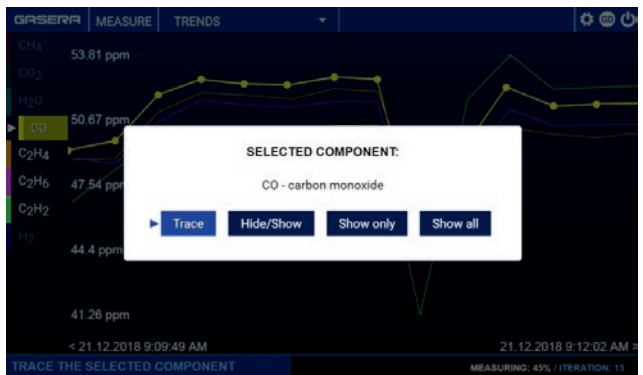 GASERA MEASURE TRENDS GD
CH4
53.81 ppm
CO2
H2O
50.67 ppm
CO
SELECTED COMPONENT:
C2H4
CO - carbon monoxide
C2H6
47.54 ppm
C2H2
Trace Hide/Show Show only Show all
H2
44.4 ppm
41.26 ppm
< 21.12.2018 9:09:49 AM 21.12.2018 9:12:02 AM =
TRACE THE SELECTED COMPONENT MEASURING: 45% / ITERATION: 15